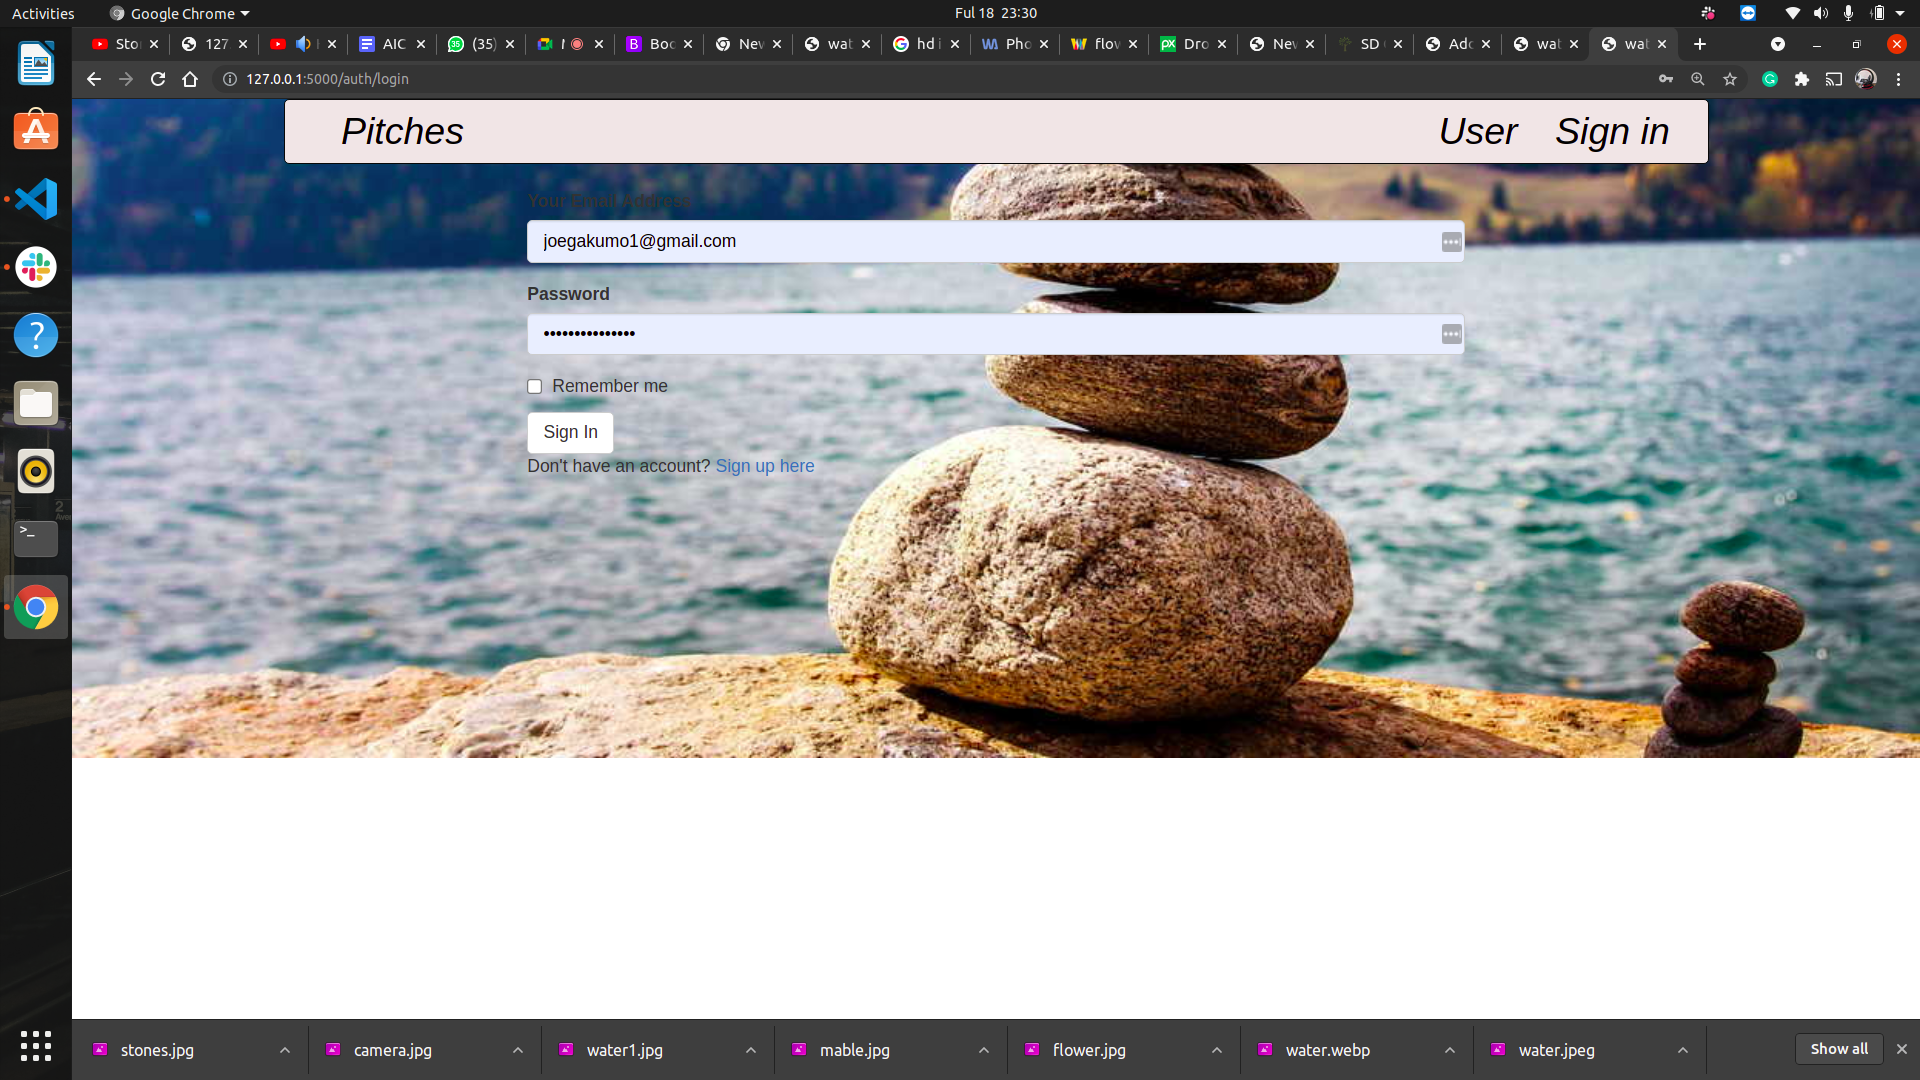 Activities
Google Chrome
Ful 18 23:30
Sto
127
AIC
(35)
Boo
Nev
wat
hd i
Pho
flow
Dro
Nev
SD
Adc
wat
wat
127.0.0.1:5000/auth/login
Pitches
User
Sign in
Your Email Address
joegakumo1@gmail.com
Password
•••••••••••••••
Remember me
Sign In
Don't have an account? Sign up here
stones.jpg
camera.jpg
water1.jpg
mable.jpg
flower.jpg
water.webp
water.jpeg
Show all